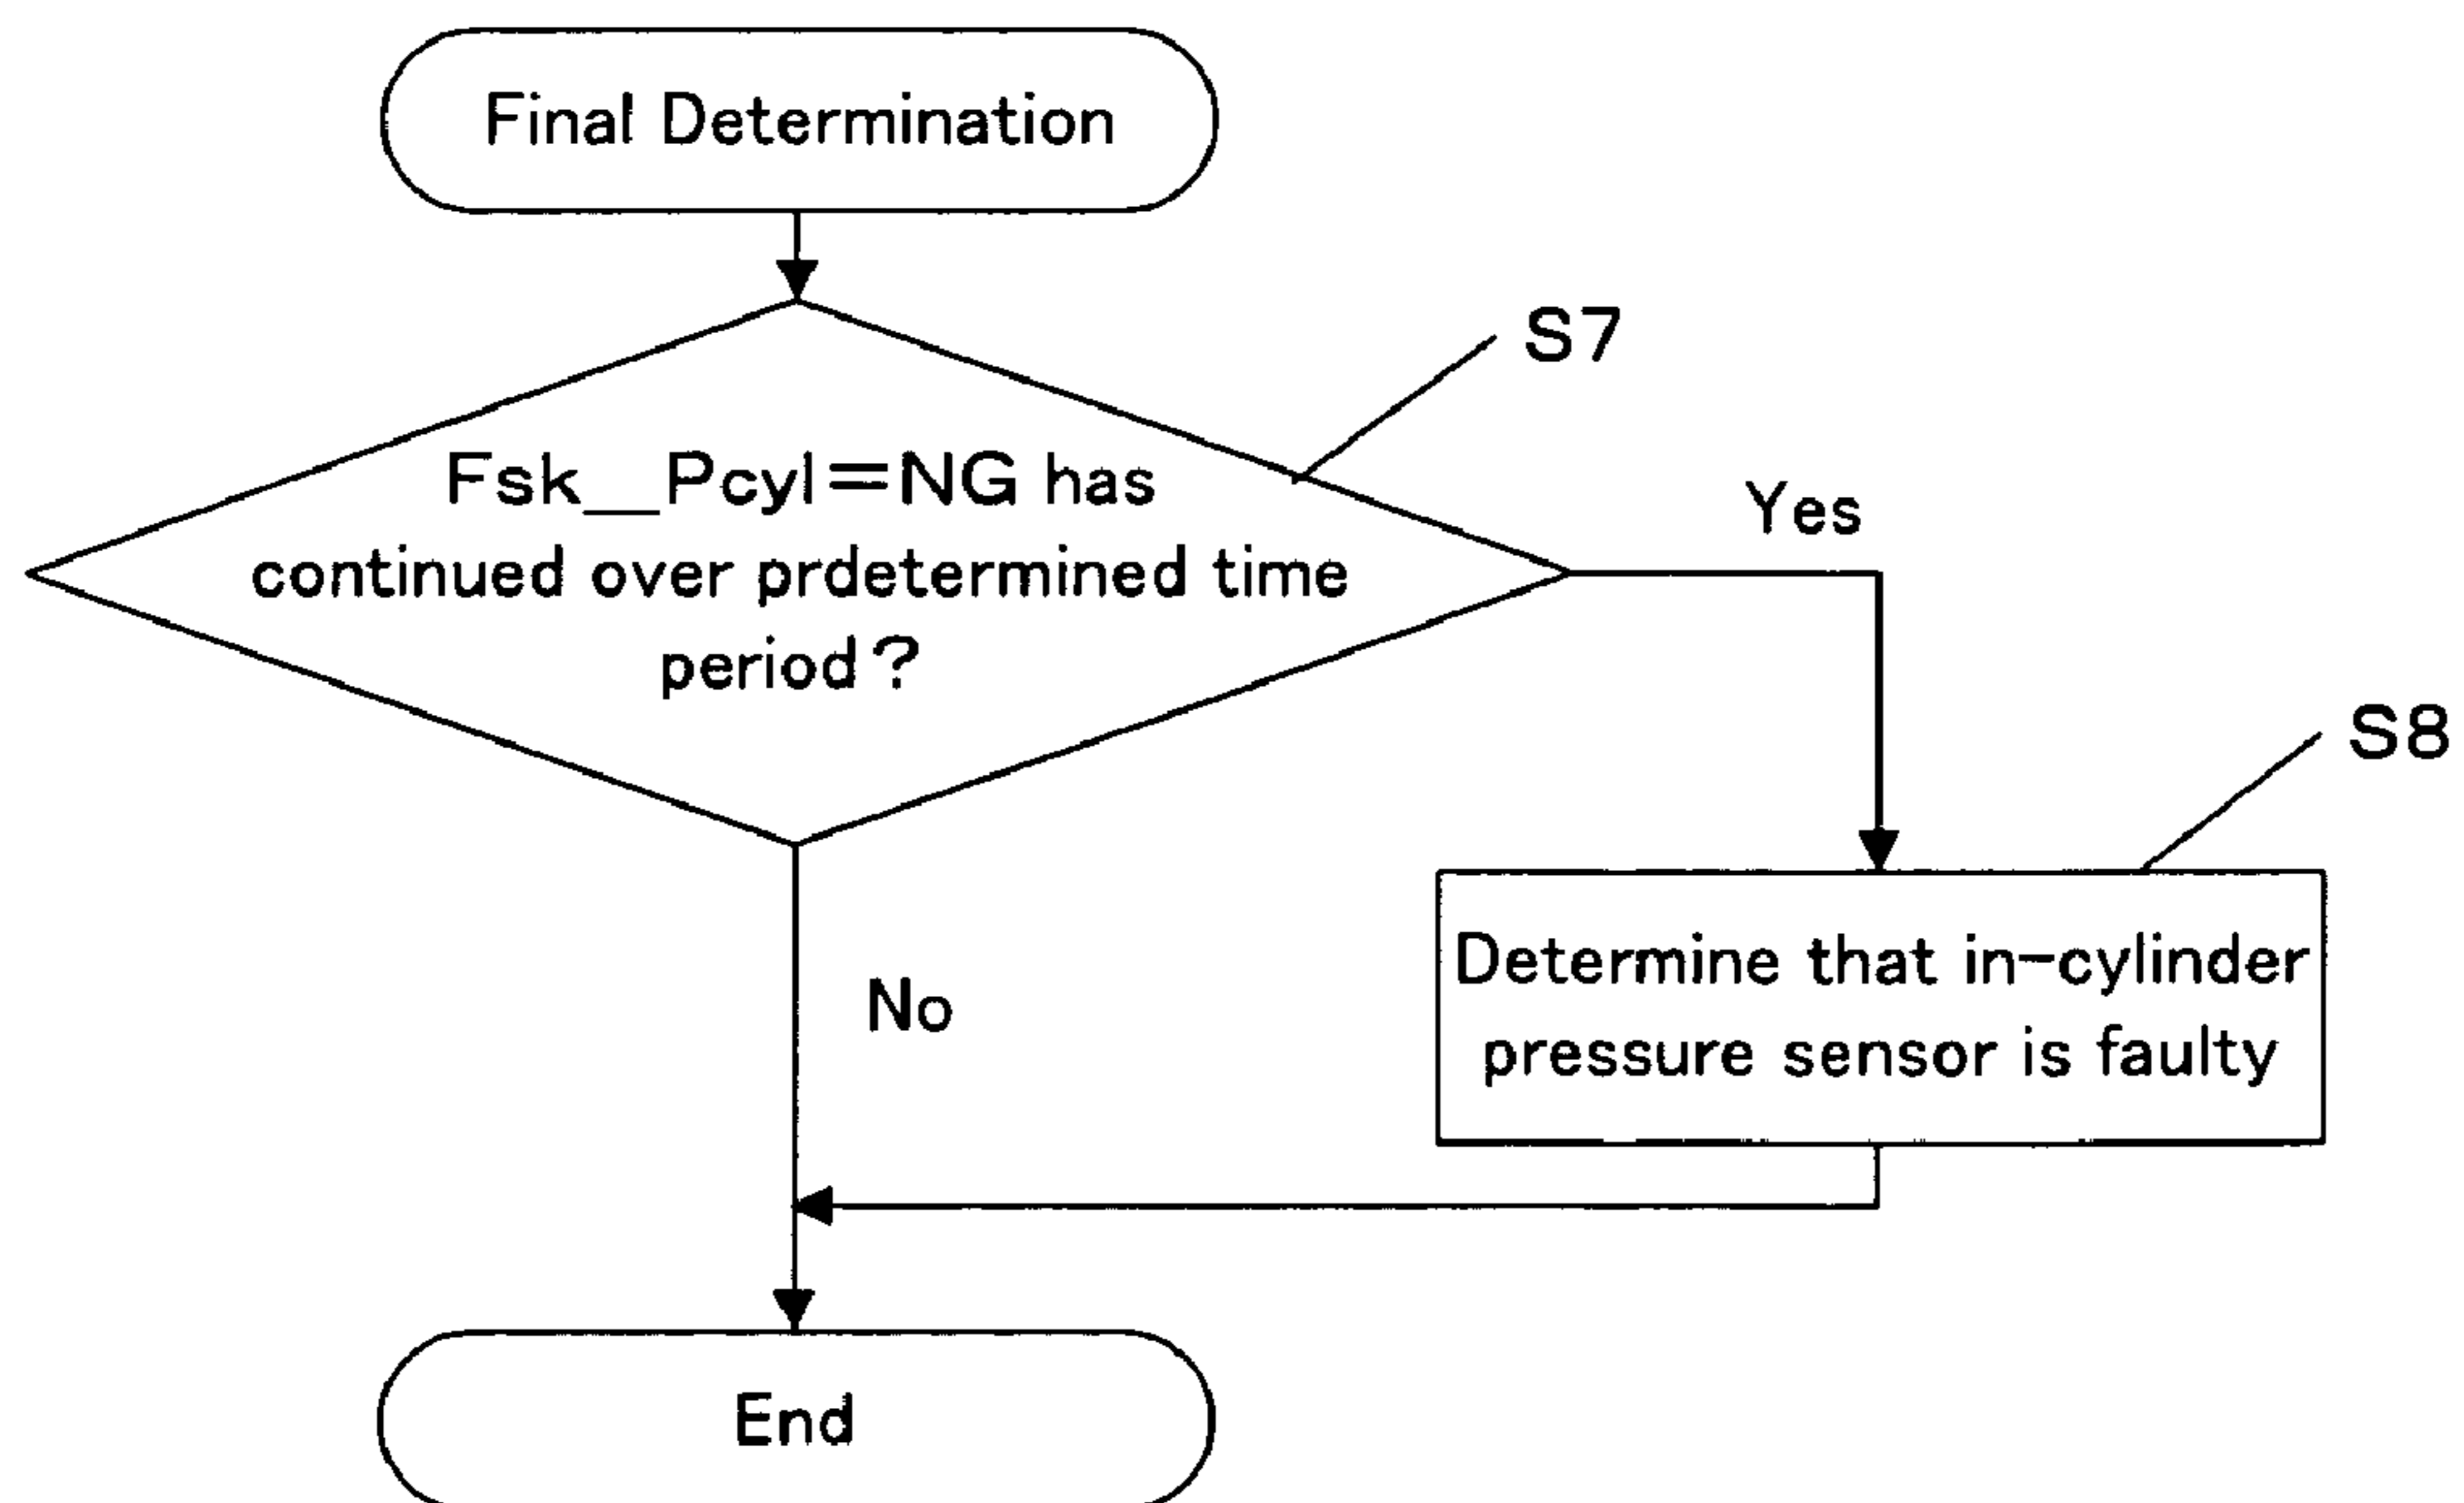 Final Determination
S7
Fsk__Pcyl=NG has
continued over prdetermined time
period?
Yes
S8
Determine that in-cylinder
pressure sensor is faulty
No
End